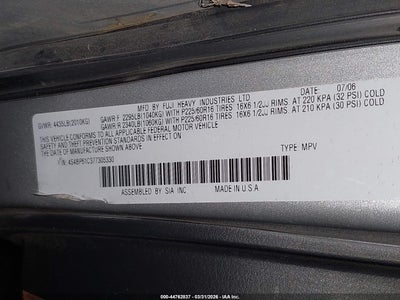 MFD BY FUJI HEAVY INDUSTRIES LTD 07/06
GVWR: 4435LB(2010KG) GAWR F: 2295LB(1040KG) WITH P225/60R16 TIRES 16X6 1/2JJ RIMS, AT 220 KPA (32 PSI) COLD
GAWR R: 2340LB(1060KG) WITH P225/60R16 TIRES 16X6 1/2JJ RIMS, AT 210 KPA (30 PSI) COLD
THIS VEHICLE CONFORMS TO ALL APPLICABLE FEDERAL MOTOR VEHICLE
SAFETY AND THEFT PREVENTION STANDARDS IN EFFECT ON THE
DATE OF MANUFACTURE SHOWN ABOVE.
V.I.N: 4S4BP61C377305330 TYPE: MPV
ASSEMBLED BY SIA INC MADE IN U.S.A
000-44762837 - 03/31/2026 - IAA Inc.